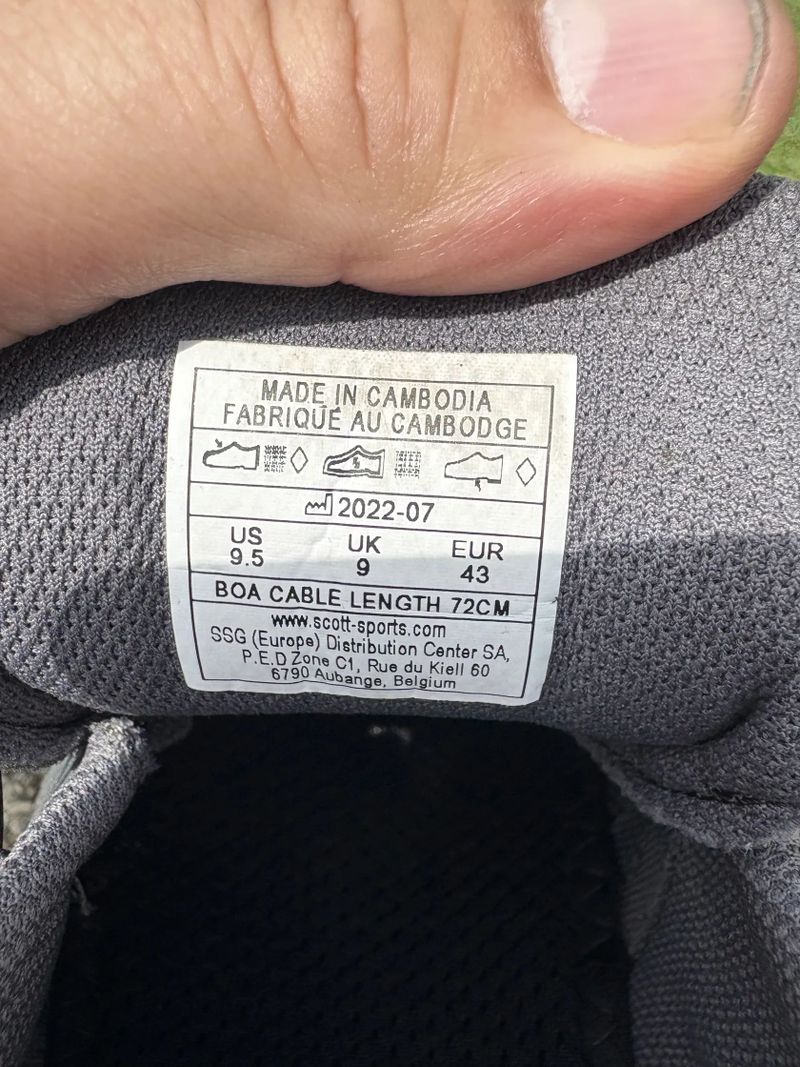 MADE IN CAMBODIA
FABRIQUÉ AU CAMBODGE
2022-07
US UK EUR
9.5 9 43
BOA CABLE LENGTH 72CM
www.scott-sports.com
SSG (Europe) Distribution Center SA,
P.E.D Zone C1, Rue du Kiell 60
6790 Aubange, Belgium